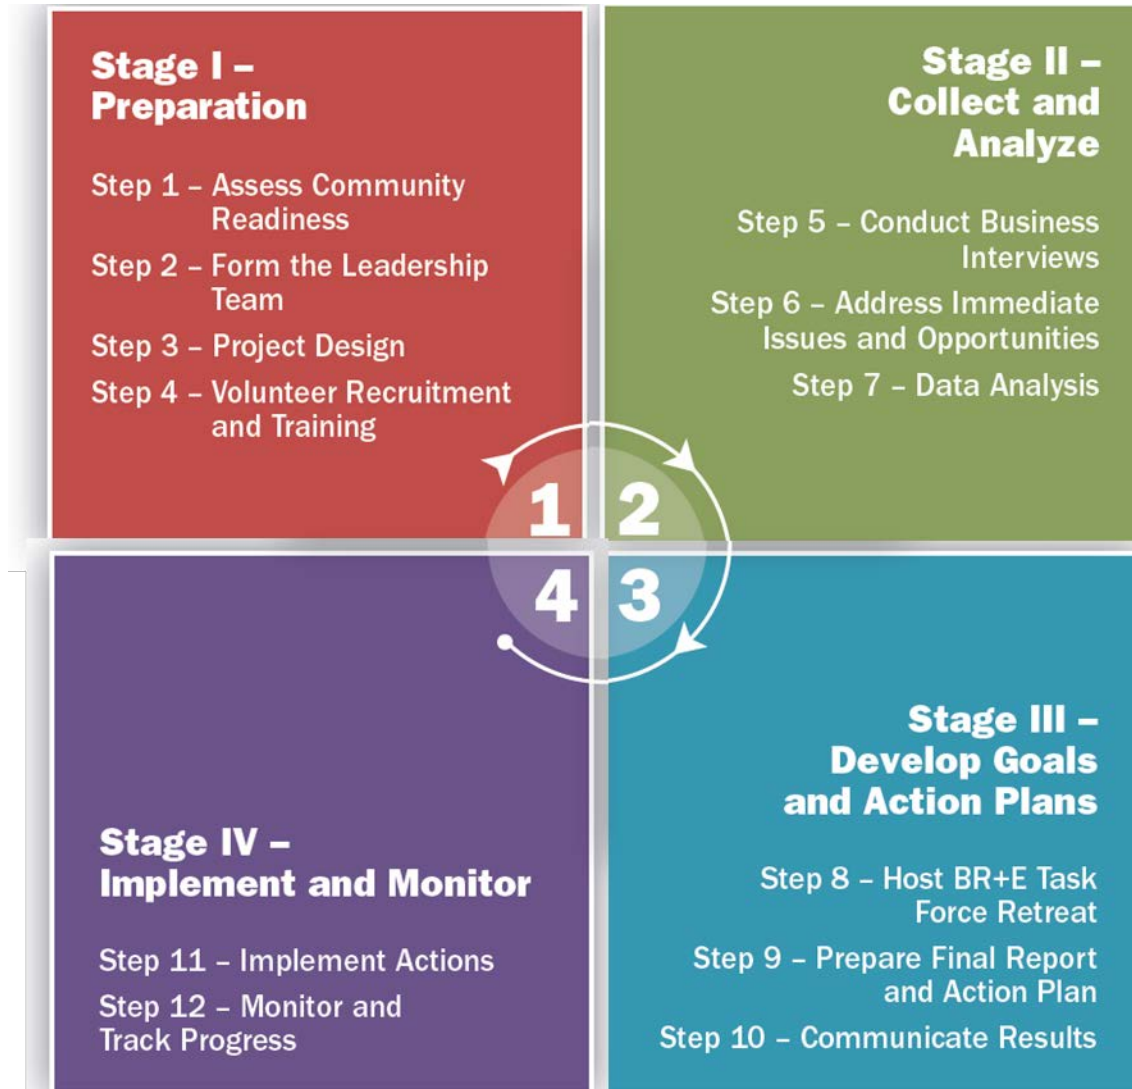 Stage I –
Preparation
Step 1 – Assess Community
Readiness
Step 2 – Form the Leadership
Team
Step 3 – Project Design
Step 4 – Volunteer Recruitment
and Training
Stage II –
Collect and
Analyze
Step 5 – Conduct Business
Interviews
Step 6 – Address Immediate
Issues and Opportunities
Step 7 – Data Analysis
1 2
4 3
Stage III –
Develop Goals
and Action Plans
Step 8 – Host BR+E Task
Force Retreat
Step 9 – Prepare Final Report
and Action Plan
Step 10 – Communicate Results
Stage IV –
Implement and Monitor
Step 11 – Implement Actions
Step 12 – Monitor and
Track Progress